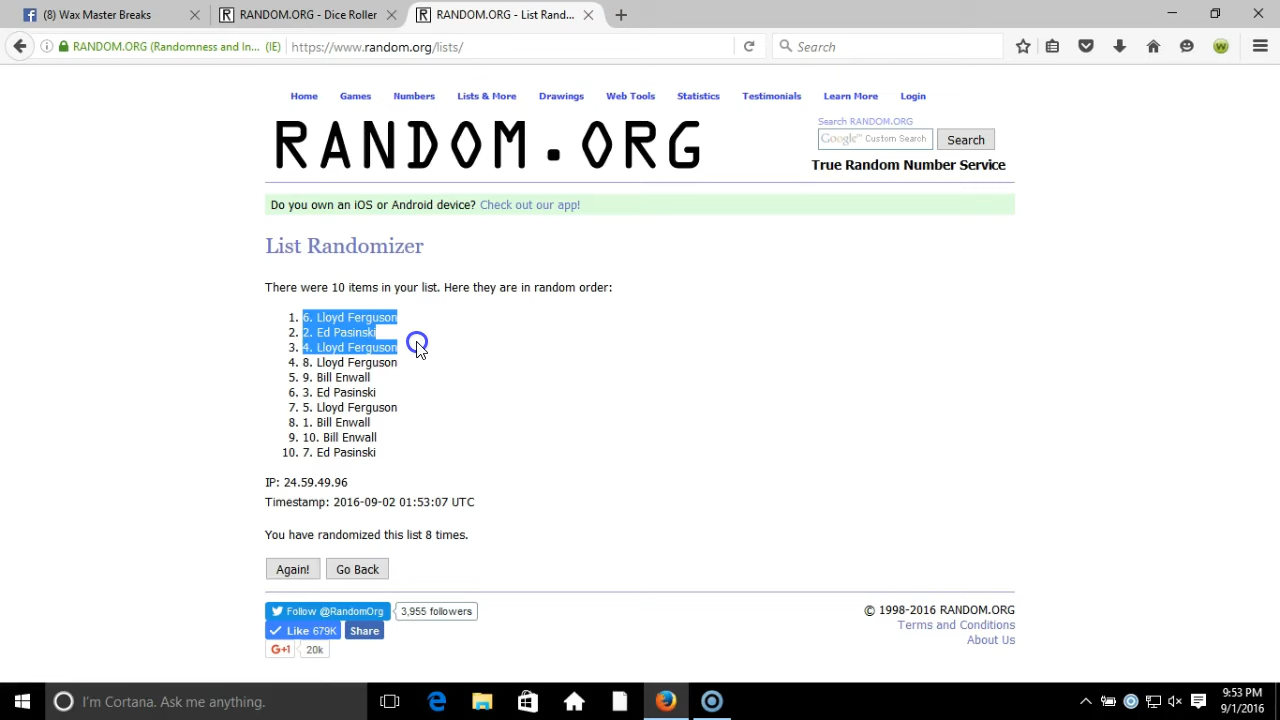 (8) Wax Master Breaks
RANDOM.ORG - Dice Roller
RANDOM.ORG - List Rand...
RANDOM.ORG (Randomness and In... (IE)
https://www.random.org/lists/
Search
Home Games Numbers Lists & More Drawings Web Tools Statistics Testimonials Learn More Login
RANDOM.ORG
Search RANDOM.ORG
Google™ Custom Search
Search
True Random Number Service
Do you own an iOS or Android device? Check out our app!
List Randomizer
There were 10 items in your list. Here they are in random order:
1. 6. Lloyd Ferguson
2. 2. Ed Pasinski
3. 4. Lloyd Ferguson
4. 8. Lloyd Ferguson
5. 9. Bill Enwall
6. 3. Ed Pasinski
7. 5. Lloyd Ferguson
8. 1. Bill Enwall
9. 10. Bill Enwall
10. 7. Ed Pasinski
IP: 24.59.49.96
Timestamp: 2016-09-02 01:53:07 UTC
You have randomized this list 8 times.
Again! Go Back
Follow @RandomOrg 3,955 followers
Like 679K Share
G+1 20k
© 1998-2016 RANDOM.ORG
Terms and Conditions
About Us
I'm Cortana. Ask me anything.
9:53 PM
9/1/2016